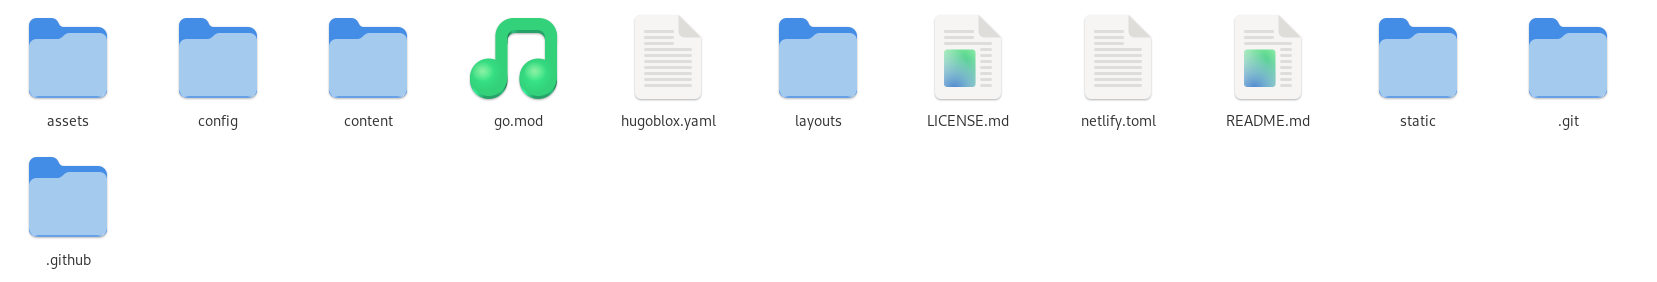 assets
config
content
go.mod
hugoblox.yaml
layouts
LICENSE.md
netlify.toml
README.md
static
.git
.github